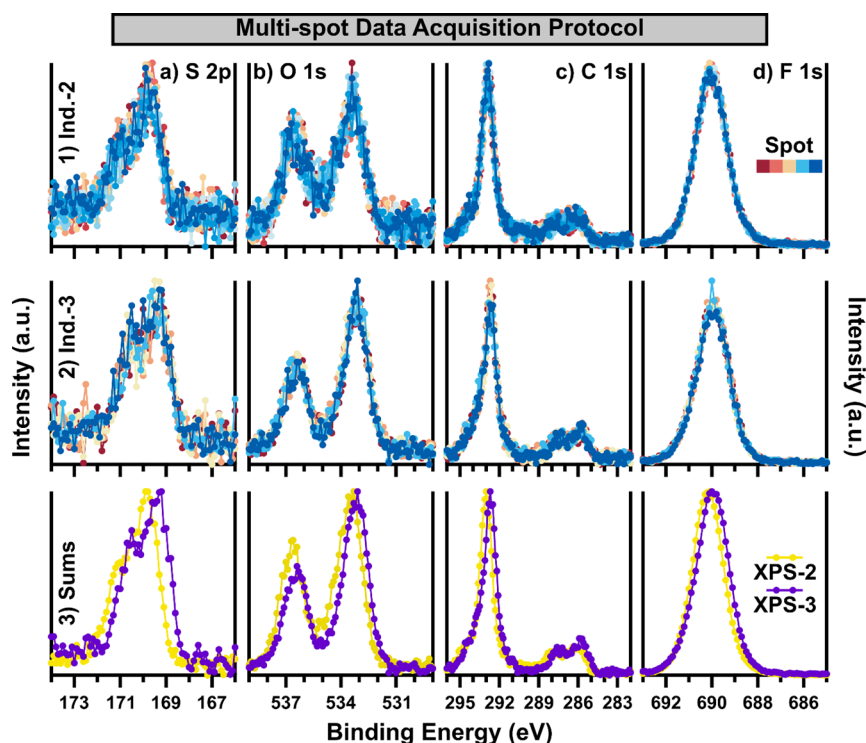 Multi-spot Data Acquisition Protocol
a) S 2p
b) O 1s
c) C 1s
d) F 1s
1) Ind.-2
Spot
2) Ind.-3
3) Sums
XPS-2
XPS-3
Intensity (a.u.)
Intensity (a.u.)
173 171 169 167 537 534 531 295 292 289 286 283 692 690 688 686
Binding Energy (eV)